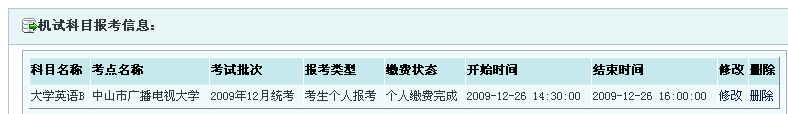 机试科目报考信息：
科目名称 考点名称 考试批次 报考类型 缴费状态 开始时间 结束时间 修改 删除
大学英语B 中山市广播电视大学 2009年12月统考 考生个人报考 个人缴费完成 2009-12-26 14:30:00 2009-12-26 16:00:00 修改 删除